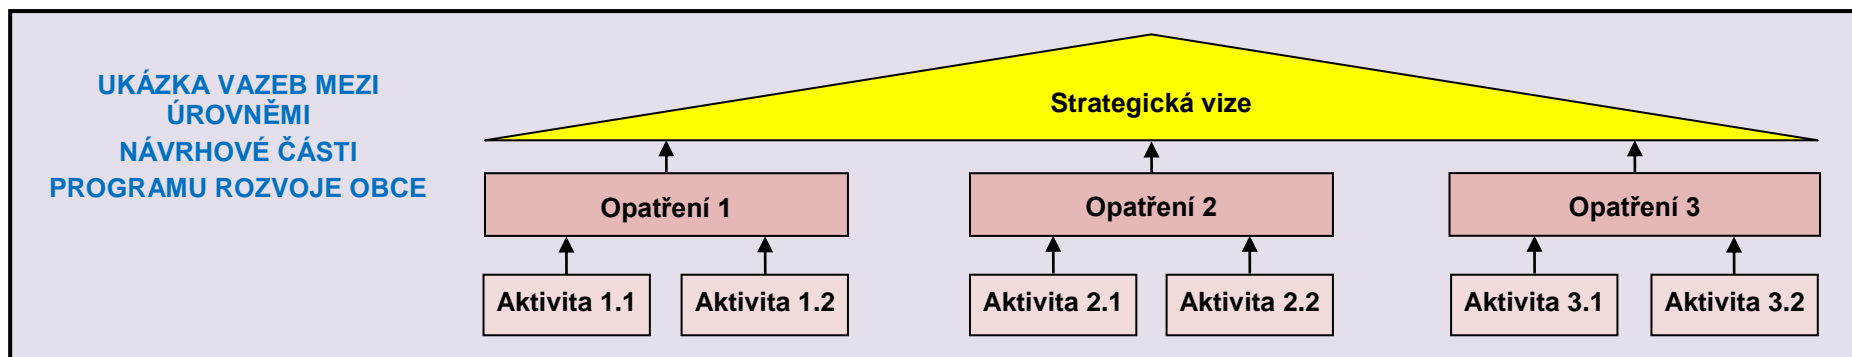 UKÁZKA VAZEB MEZI
ÚROVNĚMI
NÁVRHOVÉ ČÁSTI
PROGRAMU ROZVOJE OBCE
Strategická vize
Opatření 1
Opatření 2
Opatření 3
Aktivita 1.1
Aktivita 1.2
Aktivita 2.1
Aktivita 2.2
Aktivita 3.1
Aktivita 3.2